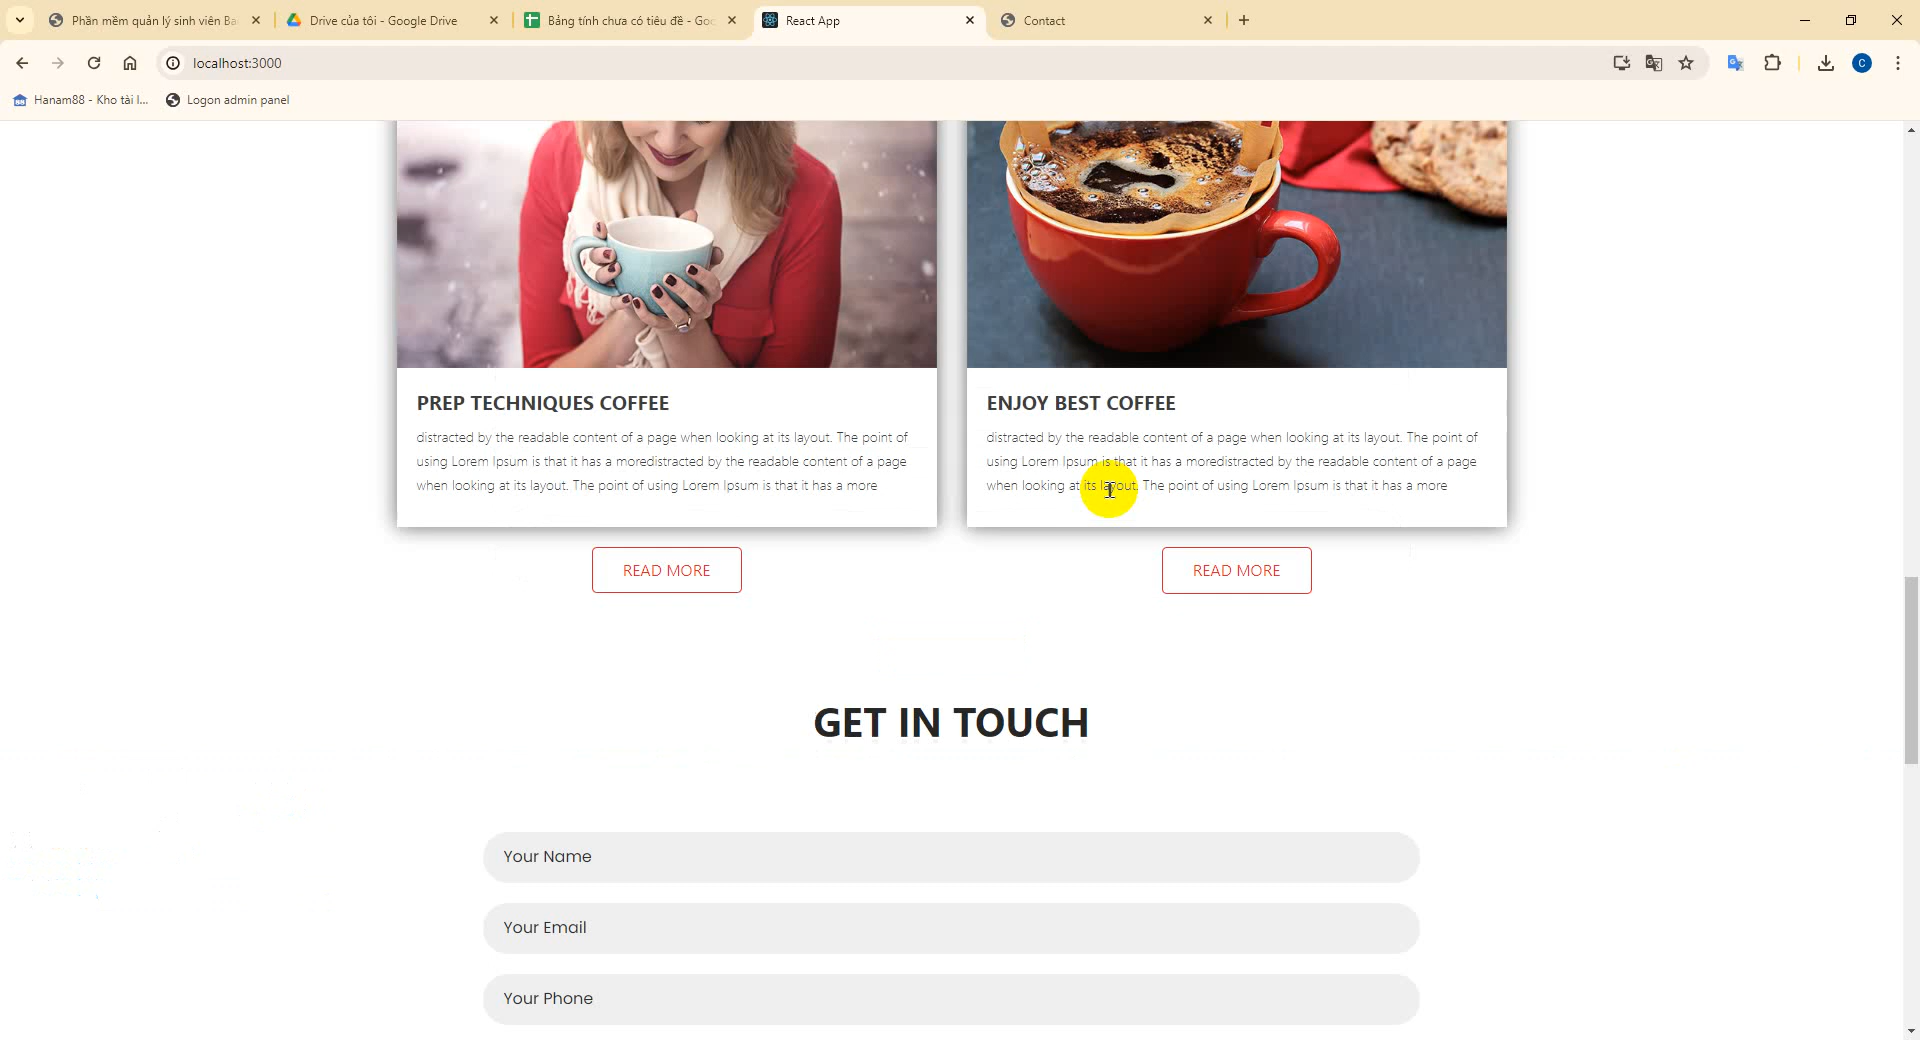 Phần mềm quản lý sinh viên Ba
Drive của tôi - Google Drive
Bảng tính chưa có tiêu đề - Goo
React App
Contact
localhost:3000
C
Hanam88 - Kho tài l...
Logon admin panel
PREP TECHNIQUES COFFEE
distracted by the readable content of a page when looking at its layout. The point of
using Lorem Ipsum is that it has a moredistracted by the readable content of a page
when looking at its layout. The point of using Lorem Ipsum is that it has a more
READ MORE
ENJOY BEST COFFEE
distracted by the readable content of a page when looking at its layout. The point of
using Lorem Ipsum is that it has a moredistracted by the readable content of a page
when looking at its layout. The point of using Lorem Ipsum is that it has a more
READ MORE
GET IN TOUCH
Your Name
Your Email
Your Phone